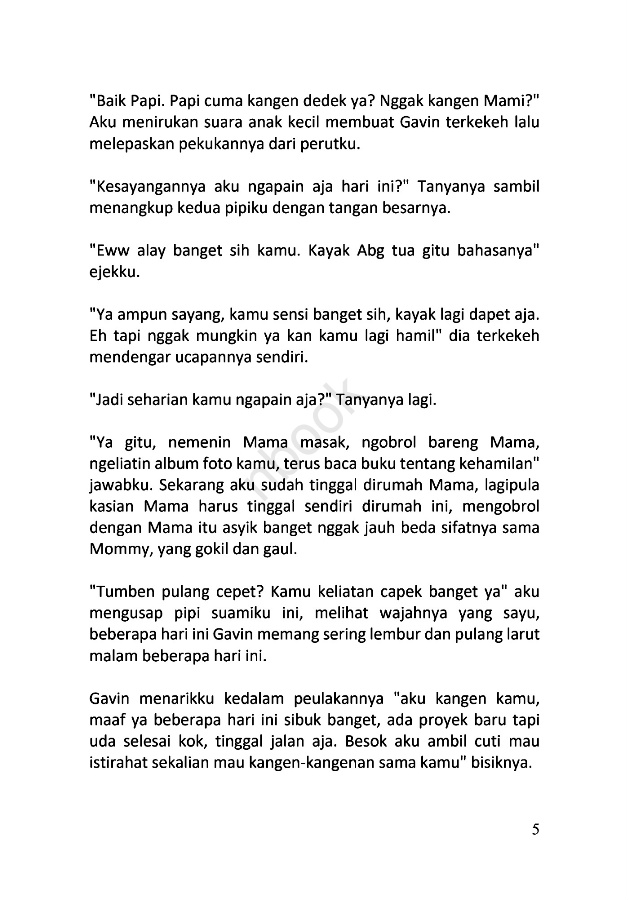 "Baik Papi. Papi cuma kangen dedek ya? Nggak kangen Mami?"
Aku menirukan suara anak kecil membuat Gavin terkekeh lalu
melepaskan pekukannya dari perutku.
"Kesayangannya aku ngapain aja hari ini?" Tanyanya sambil
menangkup kedua pipiku dengan tangan besarnya.
"Eww alay banget sih kamu. Kayak Abg tua gitu bahasanya"
ejekku.
"Ya ampun sayang, kamu sensi banget sih, kayak lagi dapet aja.
Eh tapi nggak mungkin ya kan kamu lagi hamil" dia terkekeh
mendengar ucapannya sendiri.
"Jadi seharian kamu ngapain aja?" Tanyanya lagi.
"Ya gitu, nemenin Mama masak, ngobrol bareng Mama,
ngeliatin album foto kamu, terus baca buku tentang kehamilan"
jawabku. Sekarang aku sudah tinggal dirumah Mama, lagipula
kasian Mama harus tinggal sendiri dirumah ini, mengobrol
dengan Mama itu asyik banget nggak jauh beda sifatnya sama
Mommy, yang gokil dan gaul.
"Tumben pulang cepet? Kamu keliatan capek banget ya" aku
mengusap pipi suamiku ini, melihat wajahnya yang sayu,
beberapa hari ini Gavin memang sering lembur dan pulang larut
malam beberapa hari ini.
Gavin menarikku kedalam peulakannya "aku kangen kamu,
maaf ya beberapa hari ini sibuk banget, ada proyek baru tapi
uda selesai kok, tinggal jalan aja. Besok aku ambil cuti mau
istirahat sekalian mau kangen-kangenan sama kamu" bisiknya.
5